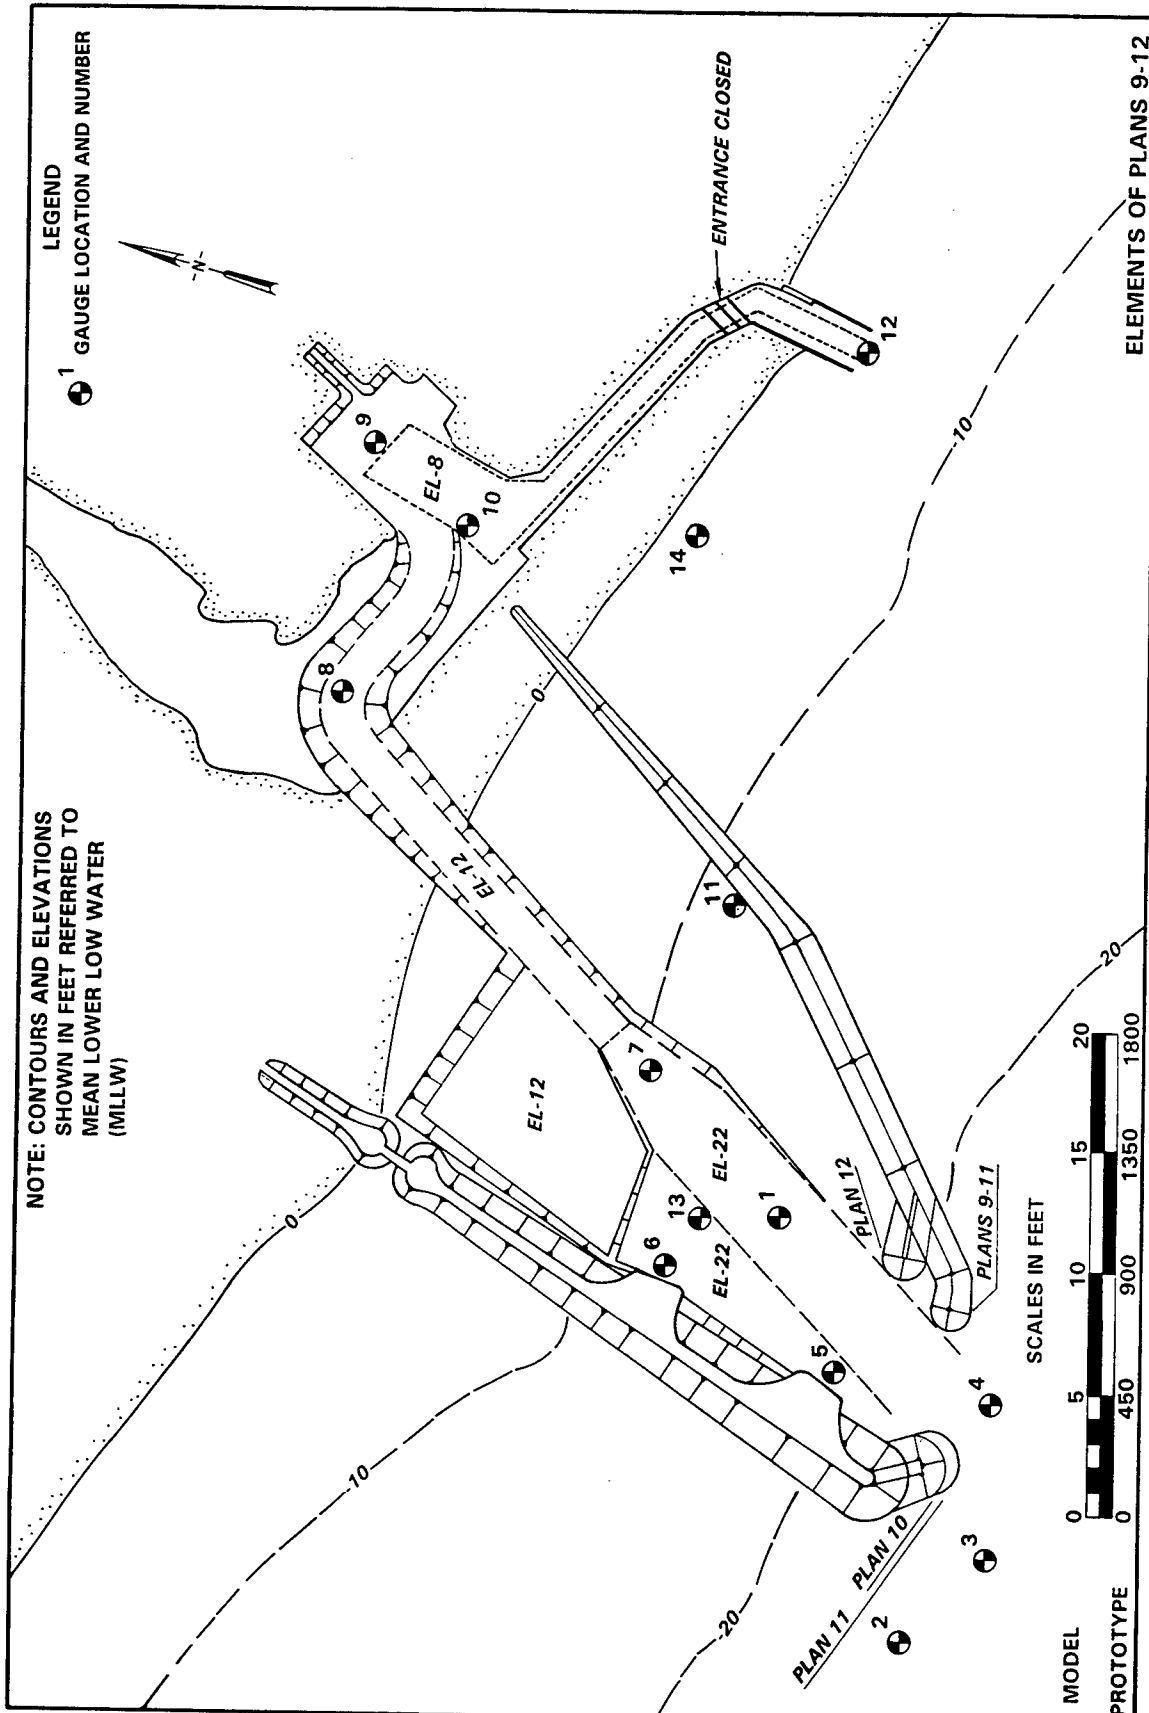 LEGEND
1 GAUGE LOCATION AND NUMBER
NOTE: CONTOURS AND ELEVATIONS
SHOWN IN FEET REFERRED TO
MEAN LOWER LOW WATER
(MLLW)
-N-
ENTRANCE CLOSED
9
EL-8
10
8
12
14
0
EL-12
11
-10
-20
7
EL-12
EL-22
13
1
6
EL-22
5
4
3
2
0
-10
-20
PLAN 12
PLANS 9-11
PLAN 10
PLAN 11
SCALES IN FEET
MODEL 0 5 10 15 20
PROTOTYPE 0 450 900 1350 1800
ELEMENTS OF PLANS 9-12